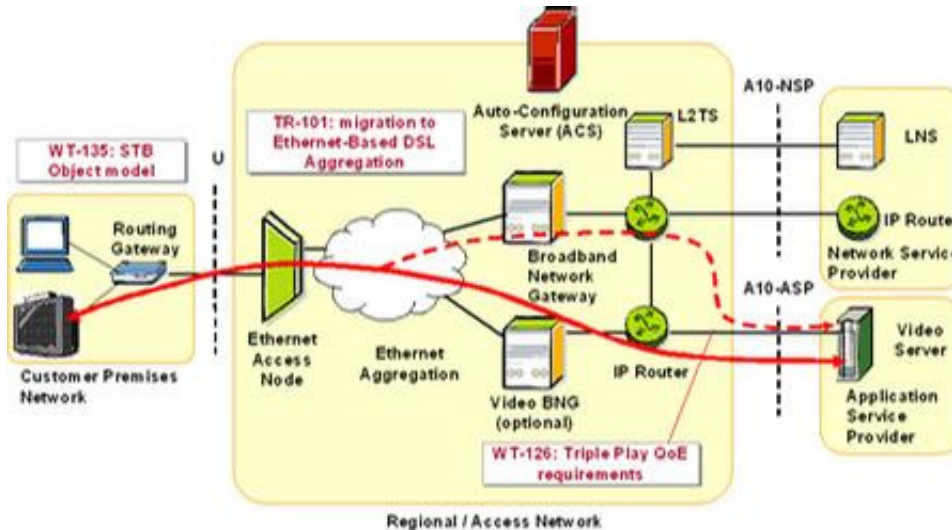 Auto-Configuration
Server (ACS)
A10-NSP
L2TS
LNS
TR-101: migration to
Ethernet-Based DSL
Aggregation
WT-135: STB
Object model
U
Routing
Gateway
IP Router
Network Service
Provider
Broadband
Network
Gateway
A10-ASP
Ethernet
Access
Node
Ethernet
Aggregation
Video BNG
(optional)
IP Router
Video
Server
Customer Premises
Network
Application
Service
Provider
WT-126: Triple Play QoE
requirements
Regional / Access Network